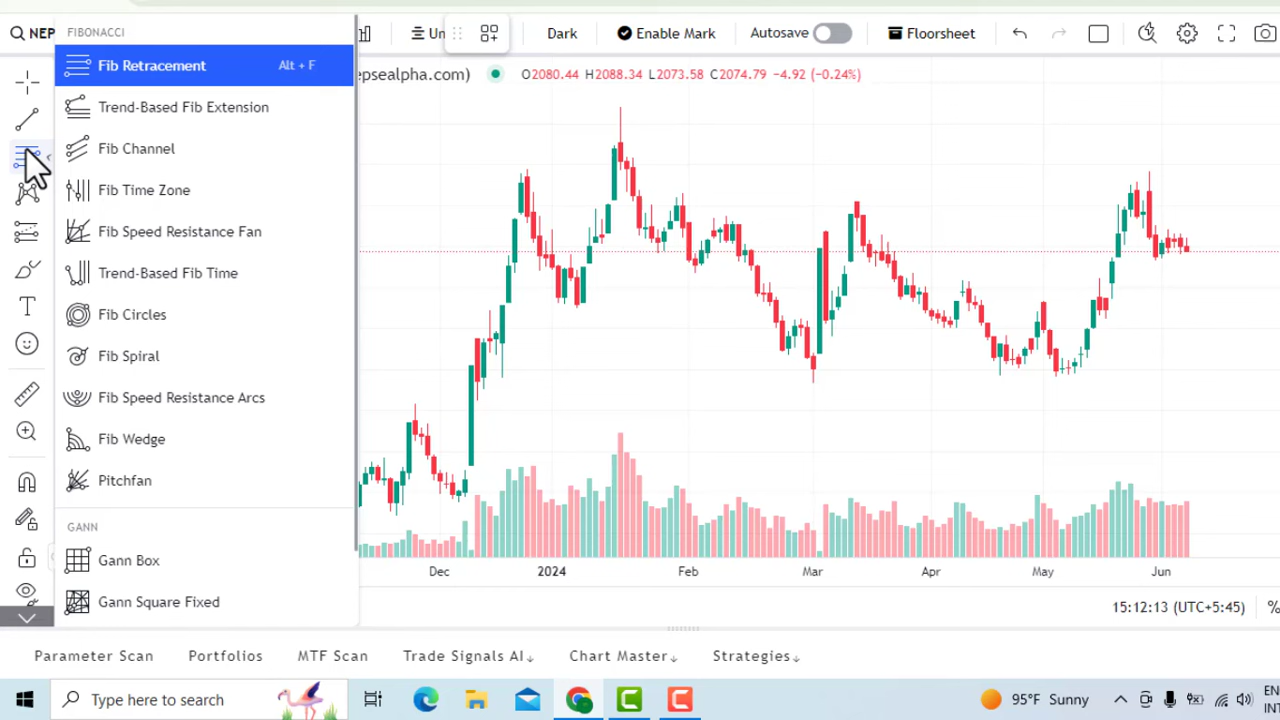 NEP
Un
Dark
Enable Mark
Autosave
Floorsheet
FIBONACCI
Fib Retracement Alt + F
Trend-Based Fib Extension
Fib Channel
Fib Time Zone
Fib Speed Resistance Fan
Trend-Based Fib Time
Fib Circles
Fib Spiral
Fib Speed Resistance Arcs
Fib Wedge
Pitchfan
GANN
Gann Box
Gann Square Fixed
epsealpha.com)
O2080.44 H2088.34 L2073.58 C2074.79 -4.92 (-0.24%)
Dec 2024 Feb Mar Apr May Jun
15:12:13 (UTC+5:45) %
Parameter Scan Portfolios MTF Scan Trade Signals AI↓ Chart Master↓ Strategies↓
Type here to search
95°F Sunny
EN
INT